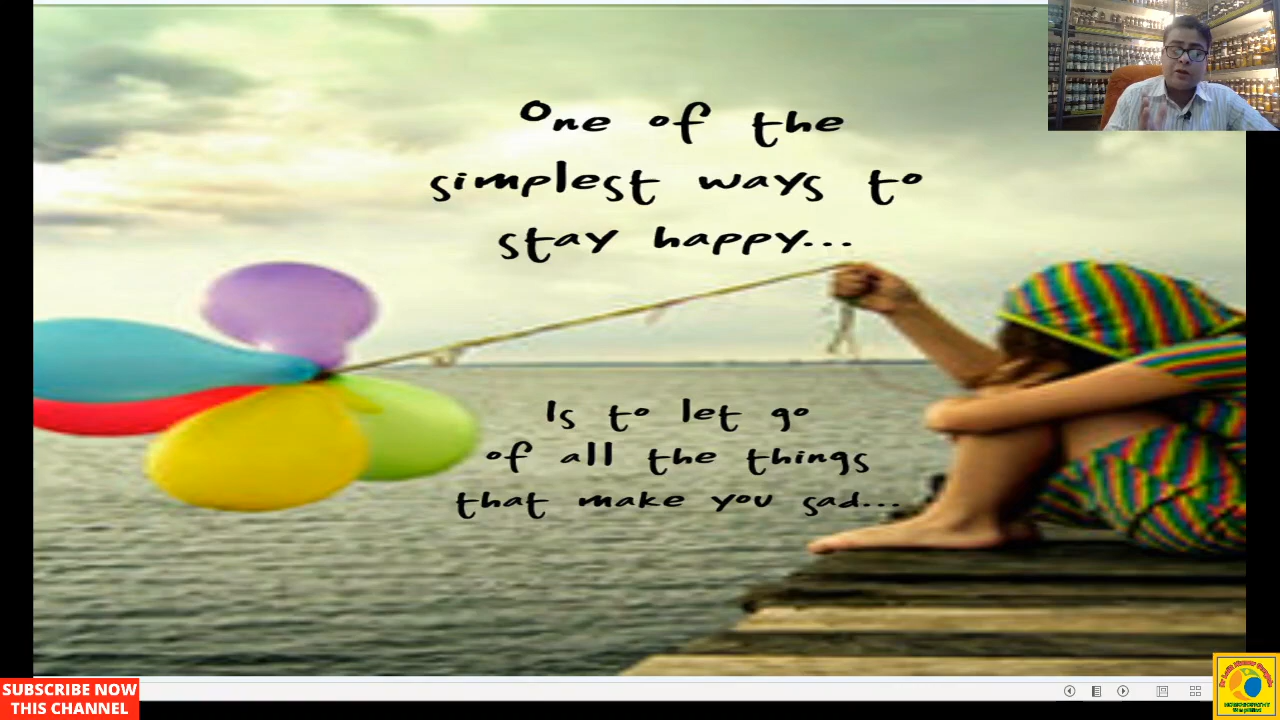 One of the
simplest ways to
stay happy...
Is to let go
of all the things
that make you sad...
SUBSCRIBE NOW
THIS CHANNEL